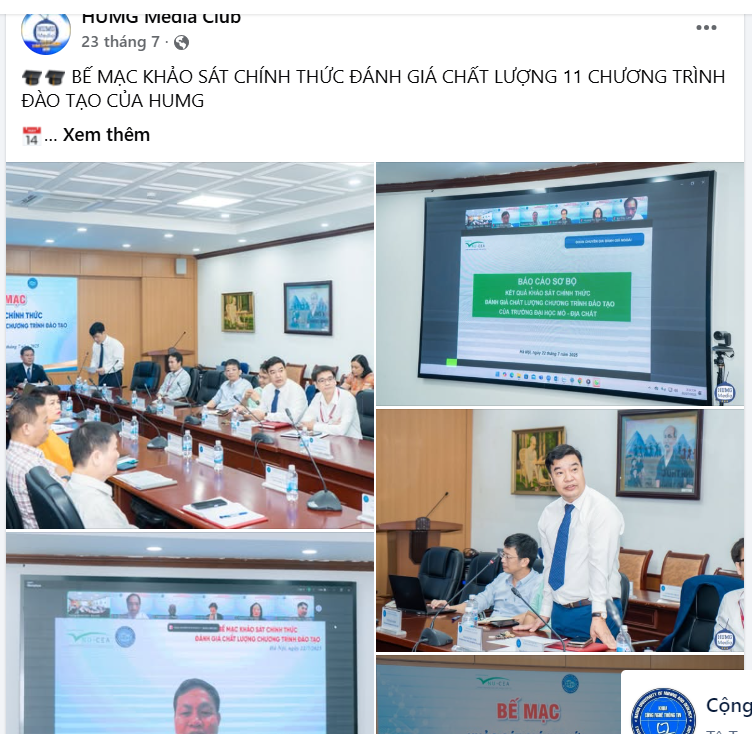 HUMG Media Club
23 tháng 7
BẾ MẠC KHẢO SÁT CHÍNH THỨC ĐÁNH GIÁ CHẤT LƯỢNG 11 CHƯƠNG TRÌNH
ĐÀO TẠO CỦA HUMG
14 ... Xem thêm
MẠC
CHÍNH THỨC
CHƯƠNG TRÌNH ĐÀO TẠO
BÁO CÁO SƠ BỘ
KẾT QUẢ KHẢO SÁT CHÍNH THỨC
ĐÁNH GIÁ CHẤT LƯỢNG CHƯƠNG TRÌNH ĐÀO TẠO
CỦA TRƯỜNG ĐẠI HỌC MỎ - ĐỊA CHẤT
BẾ MẠC KHẢO SÁT CHÍNH THỨC
ĐÁNH GIÁ CHẤT LƯỢNG CHƯƠNG TRÌNH ĐÀO TẠO
BẾ MẠC
Cộng